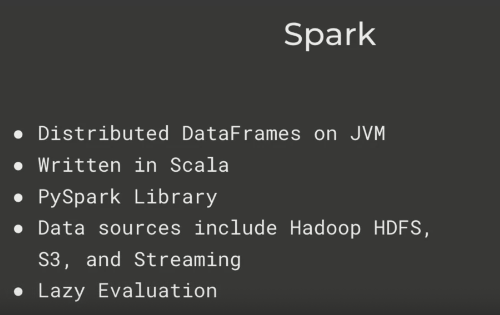 Spark
● Distributed DataFrames on JVM
● Written in Scala
● PySpark Library
● Data sources include Hadoop HDFS,
S3, and Streaming
● Lazy Evaluation